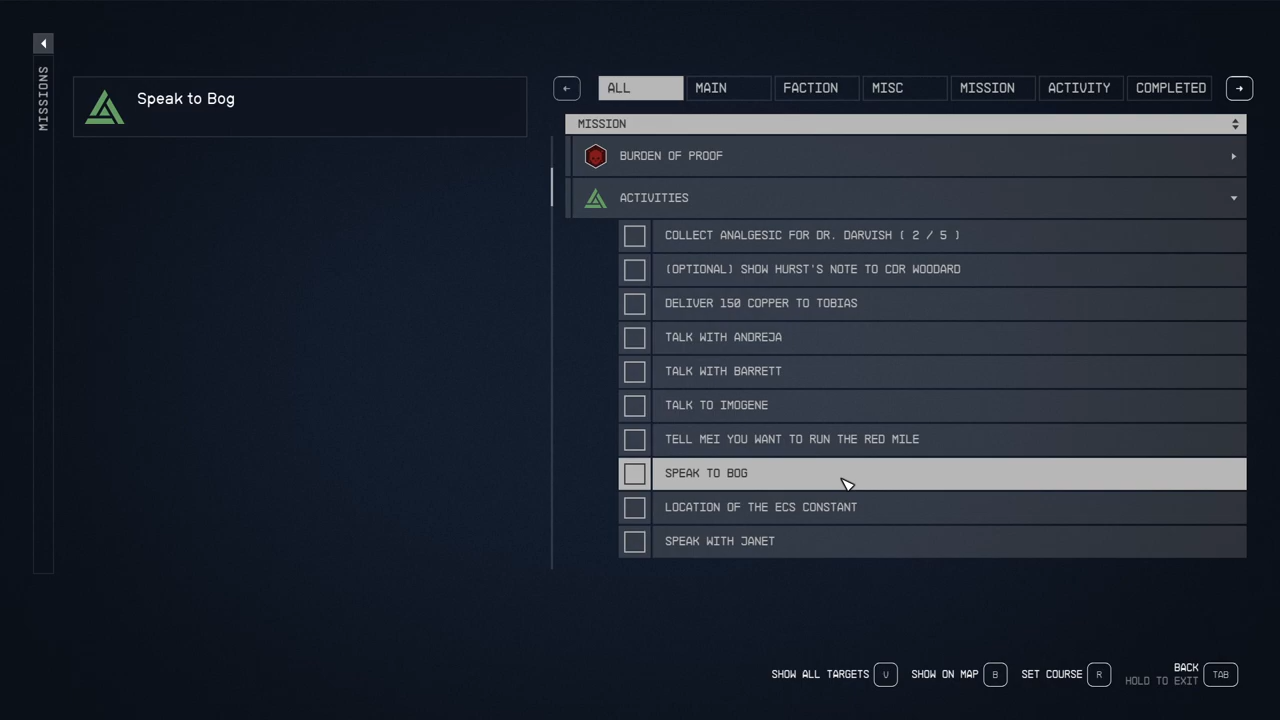 MISSIONS
Speak to Bog
ALL MAIN FACTION MISC MISSION ACTIVITY COMPLETED
MISSION
BURDEN OF PROOF
ACTIVITIES
COLLECT ANALGESIC FOR DR. DARVISH ( 2 / 5 )
(OPTIONAL) SHOW HURST'S NOTE TO CDR WOODARD
DELIVER 150 COPPER TO TOBIAS
TALK WITH ANDREJA
TALK WITH BARRETT
TALK TO IMOGENE
TELL MEI YOU WANT TO RUN THE RED MILE
SPEAK TO BOG
LOCATION OF THE ECS CONSTANT
SPEAK WITH JANET
SHOW ALL TARGETS V SHOW ON MAP B SET COURSE R BACK TAB
HOLD TO EXIT